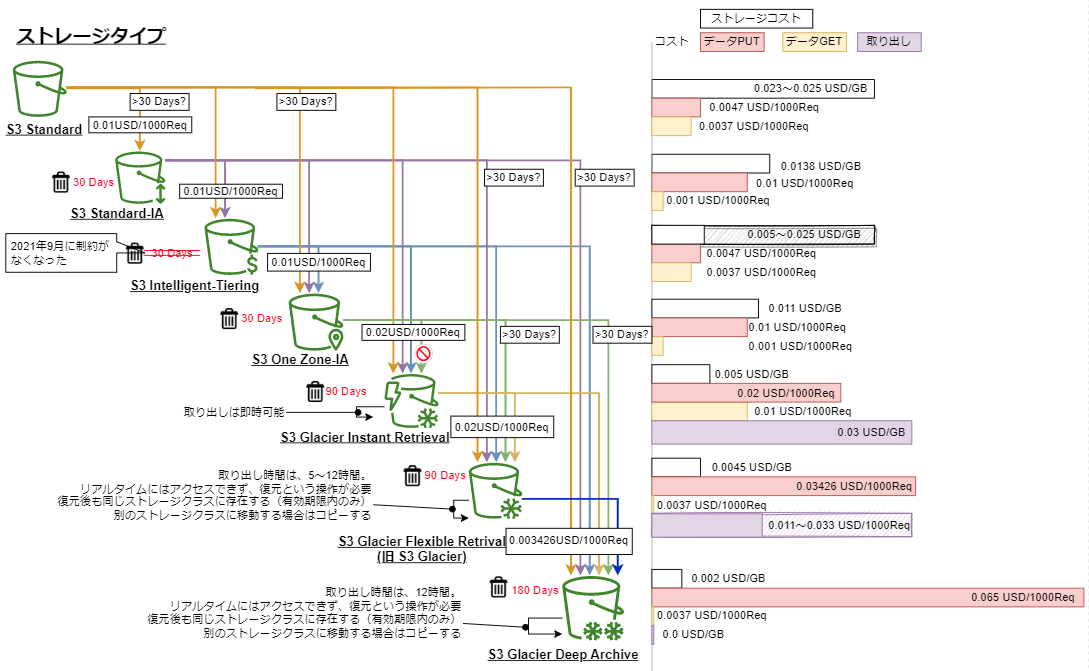 ストレージタイプ
ストレージコスト
コスト
データPUT
データGET
取り出し
S3 Standard
>30 Days?
>30 Days?
0.01USD/1000Req
0.023～0.025 USD/GB
0.0047 USD/1000Req
0.0037 USD/1000Req
30 Days
S3 Standard-IA
0.01USD/1000Req
>30 Days?
>30 Days?
0.0138 USD/GB
0.01 USD/1000Req
0.001 USD/1000Req
2021年9月に制約が
なくなった
30 Days
S3 Intelligent-Tiering
0.01USD/1000Req
0.005～0.025 USD/GB
0.0047 USD/1000Req
0.0037 USD/1000Req
30 Days
S3 One Zone-IA
0.02USD/1000Req
>30 Days?
>30 Days?
0.011 USD/GB
0.01 USD/1000Req
0.001 USD/1000Req
90 Days
取り出しは即時可能
S3 Glacier Instant Retrieval
0.02USD/1000Req
0.005 USD/GB
0.02 USD/1000Req
0.01 USD/1000Req
0.03 USD/GB
90 Days
取り出し時間は、5～12時間。
リアルタイムにはアクセスできず、復元という操作が必要
復元後も同じストレージクラスに存在する（有効期限内のみ）
別のストレージクラスに移動する場合はコピーする
S3 Glacier Flexible Retrival
(旧 S3 Glacier)
0.003426USD/1000Req
0.0045 USD/GB
0.03426 USD/1000Req
0.0037 USD/1000Req
0.011～0.033 USD/1000Req
180 Days
取り出し時間は、12時間。
リアルタイムにはアクセスできず、復元という操作が必要
復元後も同じストレージクラスに存在する（有効期限内のみ）
別のストレージクラスに移動する場合はコピーする
S3 Glacier Deep Archive
0.002 USD/GB
0.065 USD/1000Req
0.0037 USD/1000Req
0.0 USD/GB